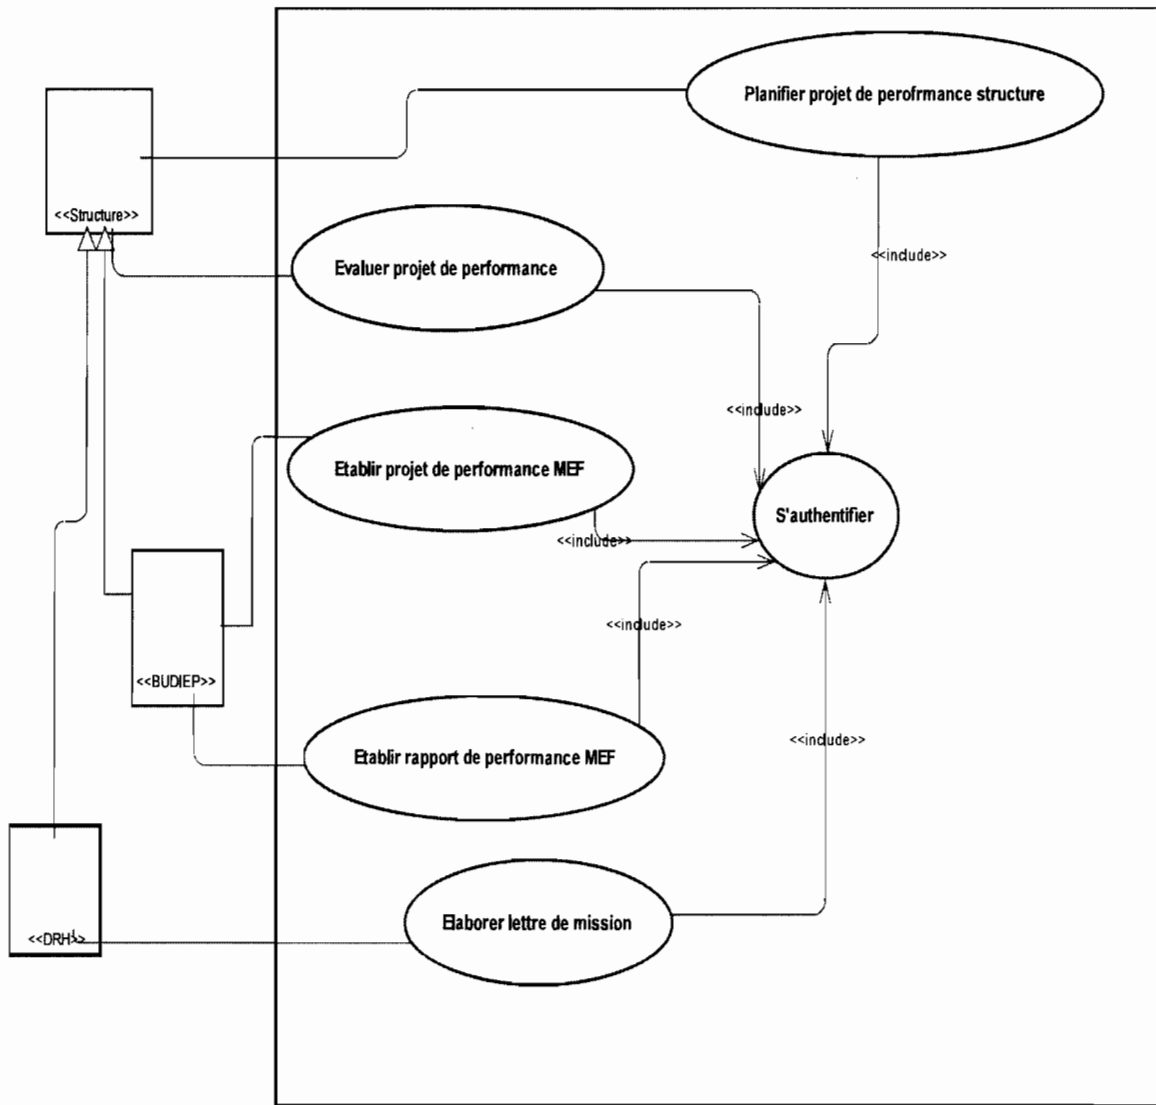 Planifier projet de perofrmance structure
<<Structure>>
<<include>>
Evaluer projet de performance
<<include>>
Etablir projet de performance MEF
S'authentifier
<<include>>
<<include>>
<<BUDIEP>>
<<include>>
Etablir rapport de performance MEF
Elaborer lettre de mission
<<DRH>>